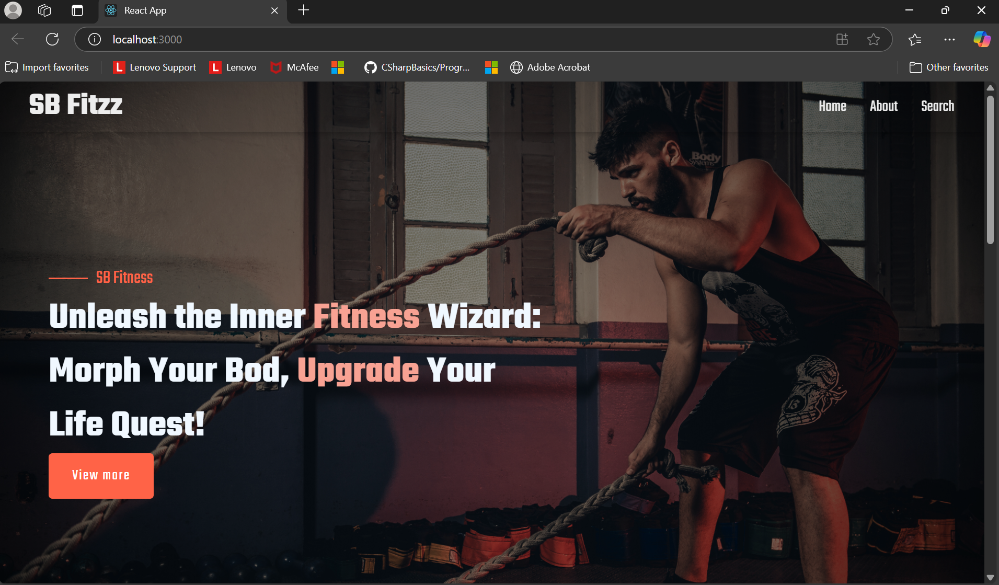 React App
localhost:3000
Import favorites
Lenovo Support
Lenovo
McAfee
CSharpBasics/Progr...
Adobe Acrobat
Other favorites
SB Fitzz
Home
About
Search
Body
Systems
SB Fitness
Unleash the Inner Fitness Wizard:
Morph Your Bod, Upgrade Your
Life Quest!
View more
13